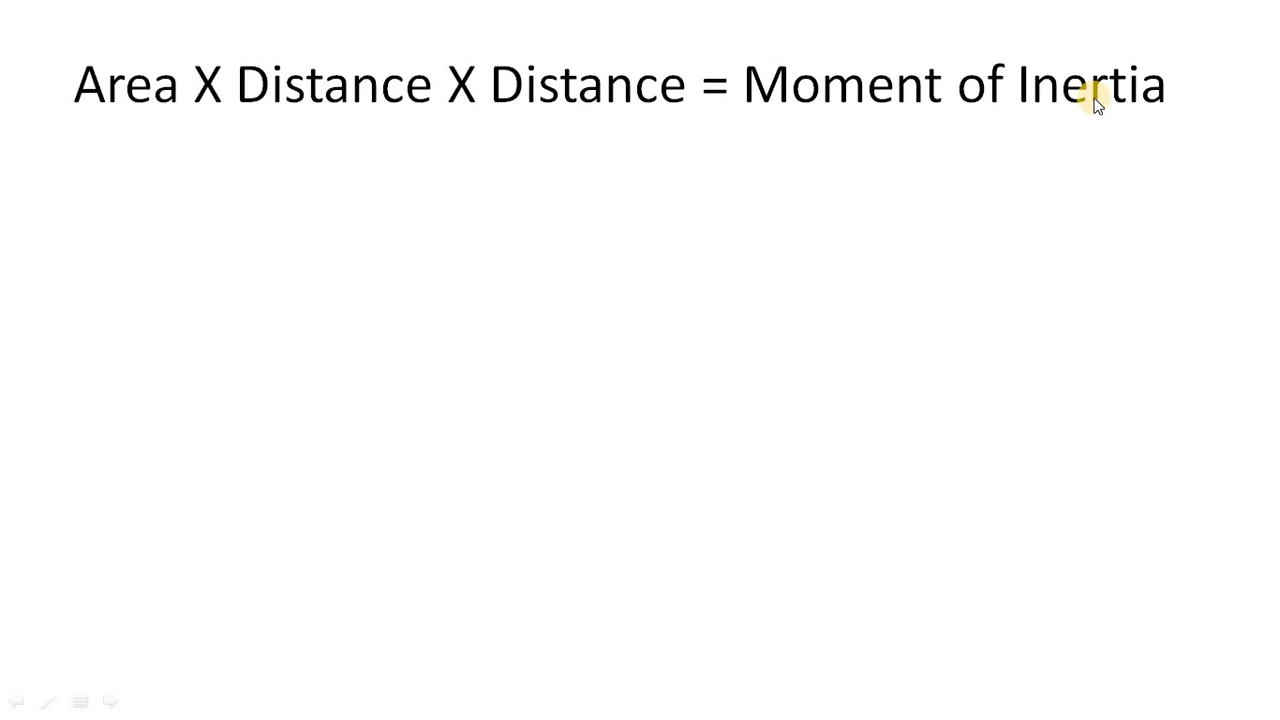 Area X Distance X Distance = Moment of Inertia